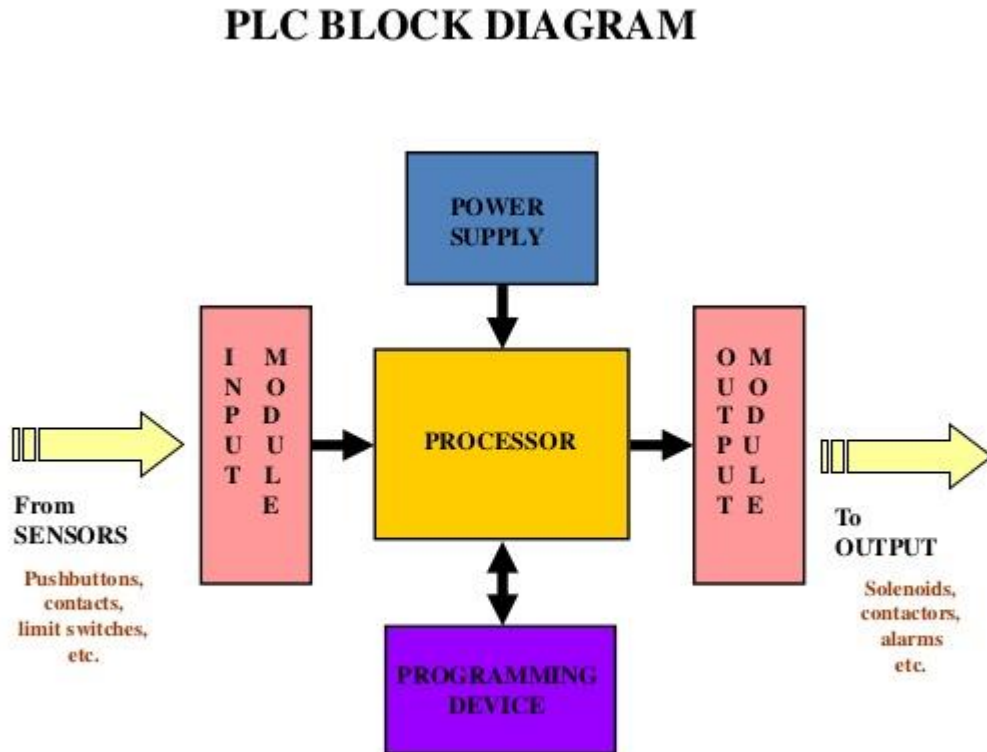 PLC BLOCK DIAGRAM
POWER
SUPPLY
INPUT
MODULE
PROCESSOR
OUTPUT
MODULE
From
SENSORS
Pushbuttons,
contacts,
limit switches,
etc.
To
OUTPUT
Solenoids,
contactors,
alarms
etc.
PROGRAMMING
DEVICE